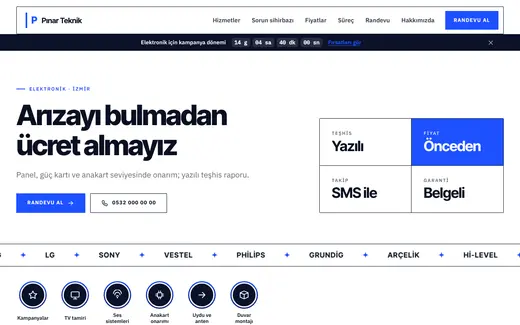 P Pınar Teknik
Hizmetler Sorun sihirbazı Fiyatlar Süreç Randevu Hakkımızda RANDEVU AL
Elektronik için kampanya dönemi 14 g 04 sa 40 dk 00 sn Fırsatları gör
ELEKTRONİK · İZMİR
Arızayı bulmadan
ücret almayız
Panel, güç kartı ve anakart seviyesinde onarım; yazılı teşhis raporu.
RANDEVU AL → 0532 000 00 00
TEŞHİS
Yazılı
FİYAT
Önceden
TAKİP
SMS ile
GARANTİ
Belgeli
LG SONY VESTEL PHİLİPS GRUNDİG ARÇELİK Hİ-LEVEL
Kampanyalar
TV tamiri
Ses
sistemleri
Anakart
onarımı
Uydu ve
anten
Duvar
montajı